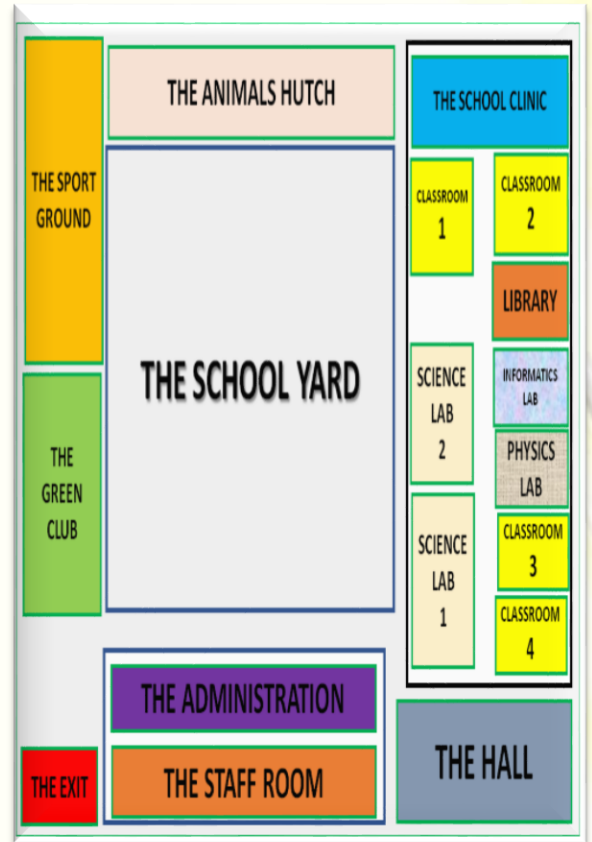 THE SPORT
GROUND
THE ANIMALS HUTCH
THE SCHOOL CLINIC
CLASSROOM
1
CLASSROOM
2
LIBRARY
THE SCHOOL YARD
SCIENCE
LAB
2
INFORMATICS
LAB
PHYSICS
LAB
THE
GREEN
CLUB
SCIENCE
LAB
1
CLASSROOM
3
CLASSROOM
4
THE ADMINISTRATION
THE STAFF ROOM
THE EXIT
THE HALL